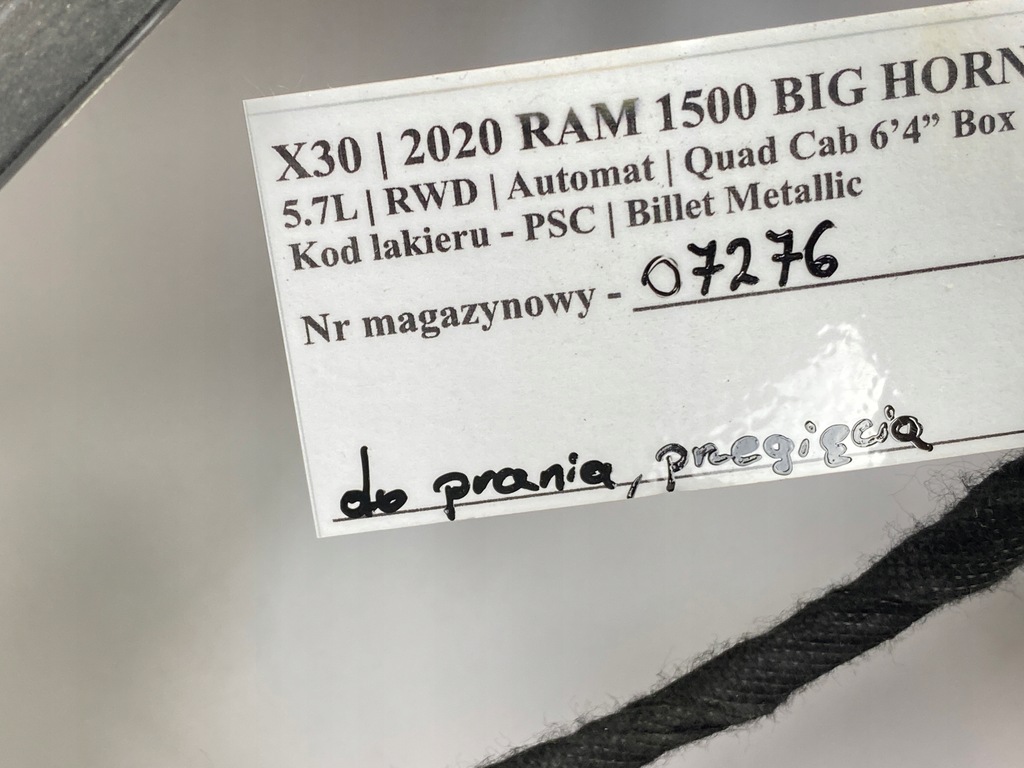 X30 | 2020 RAM 1500 BIG HORN
5.7L | RWD | Automat | Quad Cab 6’4” Box
Kod lakieru - PSC | Billet Metallic
Nr magazynowy - 07276
do prania, przegięcia